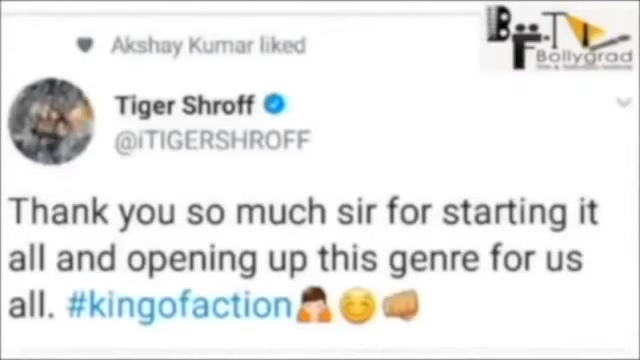 Akshay Kumar liked
BFTI
Bollygrad
Tiger Shroff
@iTIGERSHROFF
Thank you so much sir for starting it
all and opening up this genre for us
all. #kingofaction🙏😊👊